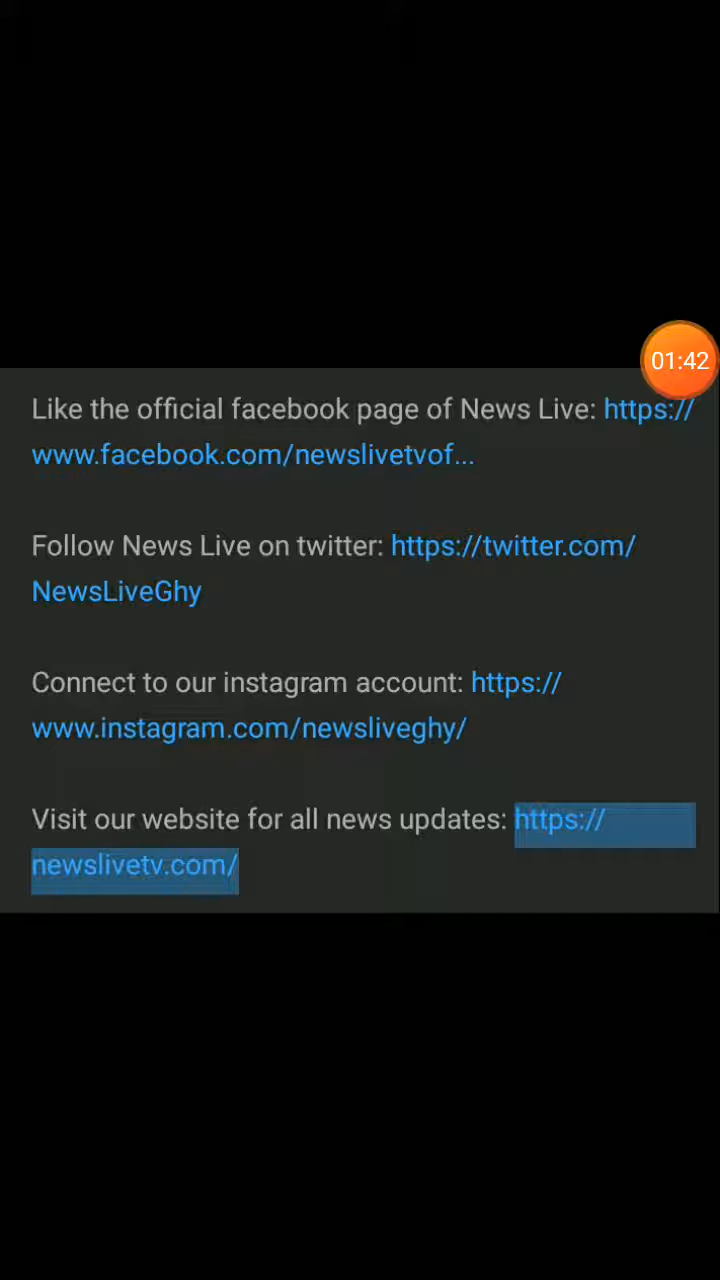 01:42
Like the official facebook page of News Live: https://
www.facebook.com/newslivetvof...
Follow News Live on twitter: https://twitter.com/
NewsLiveGhy
Connect to our instagram account: https://
www.instagram.com/newsliveghy/
Visit our website for all news updates: https://
newslivetv.com/